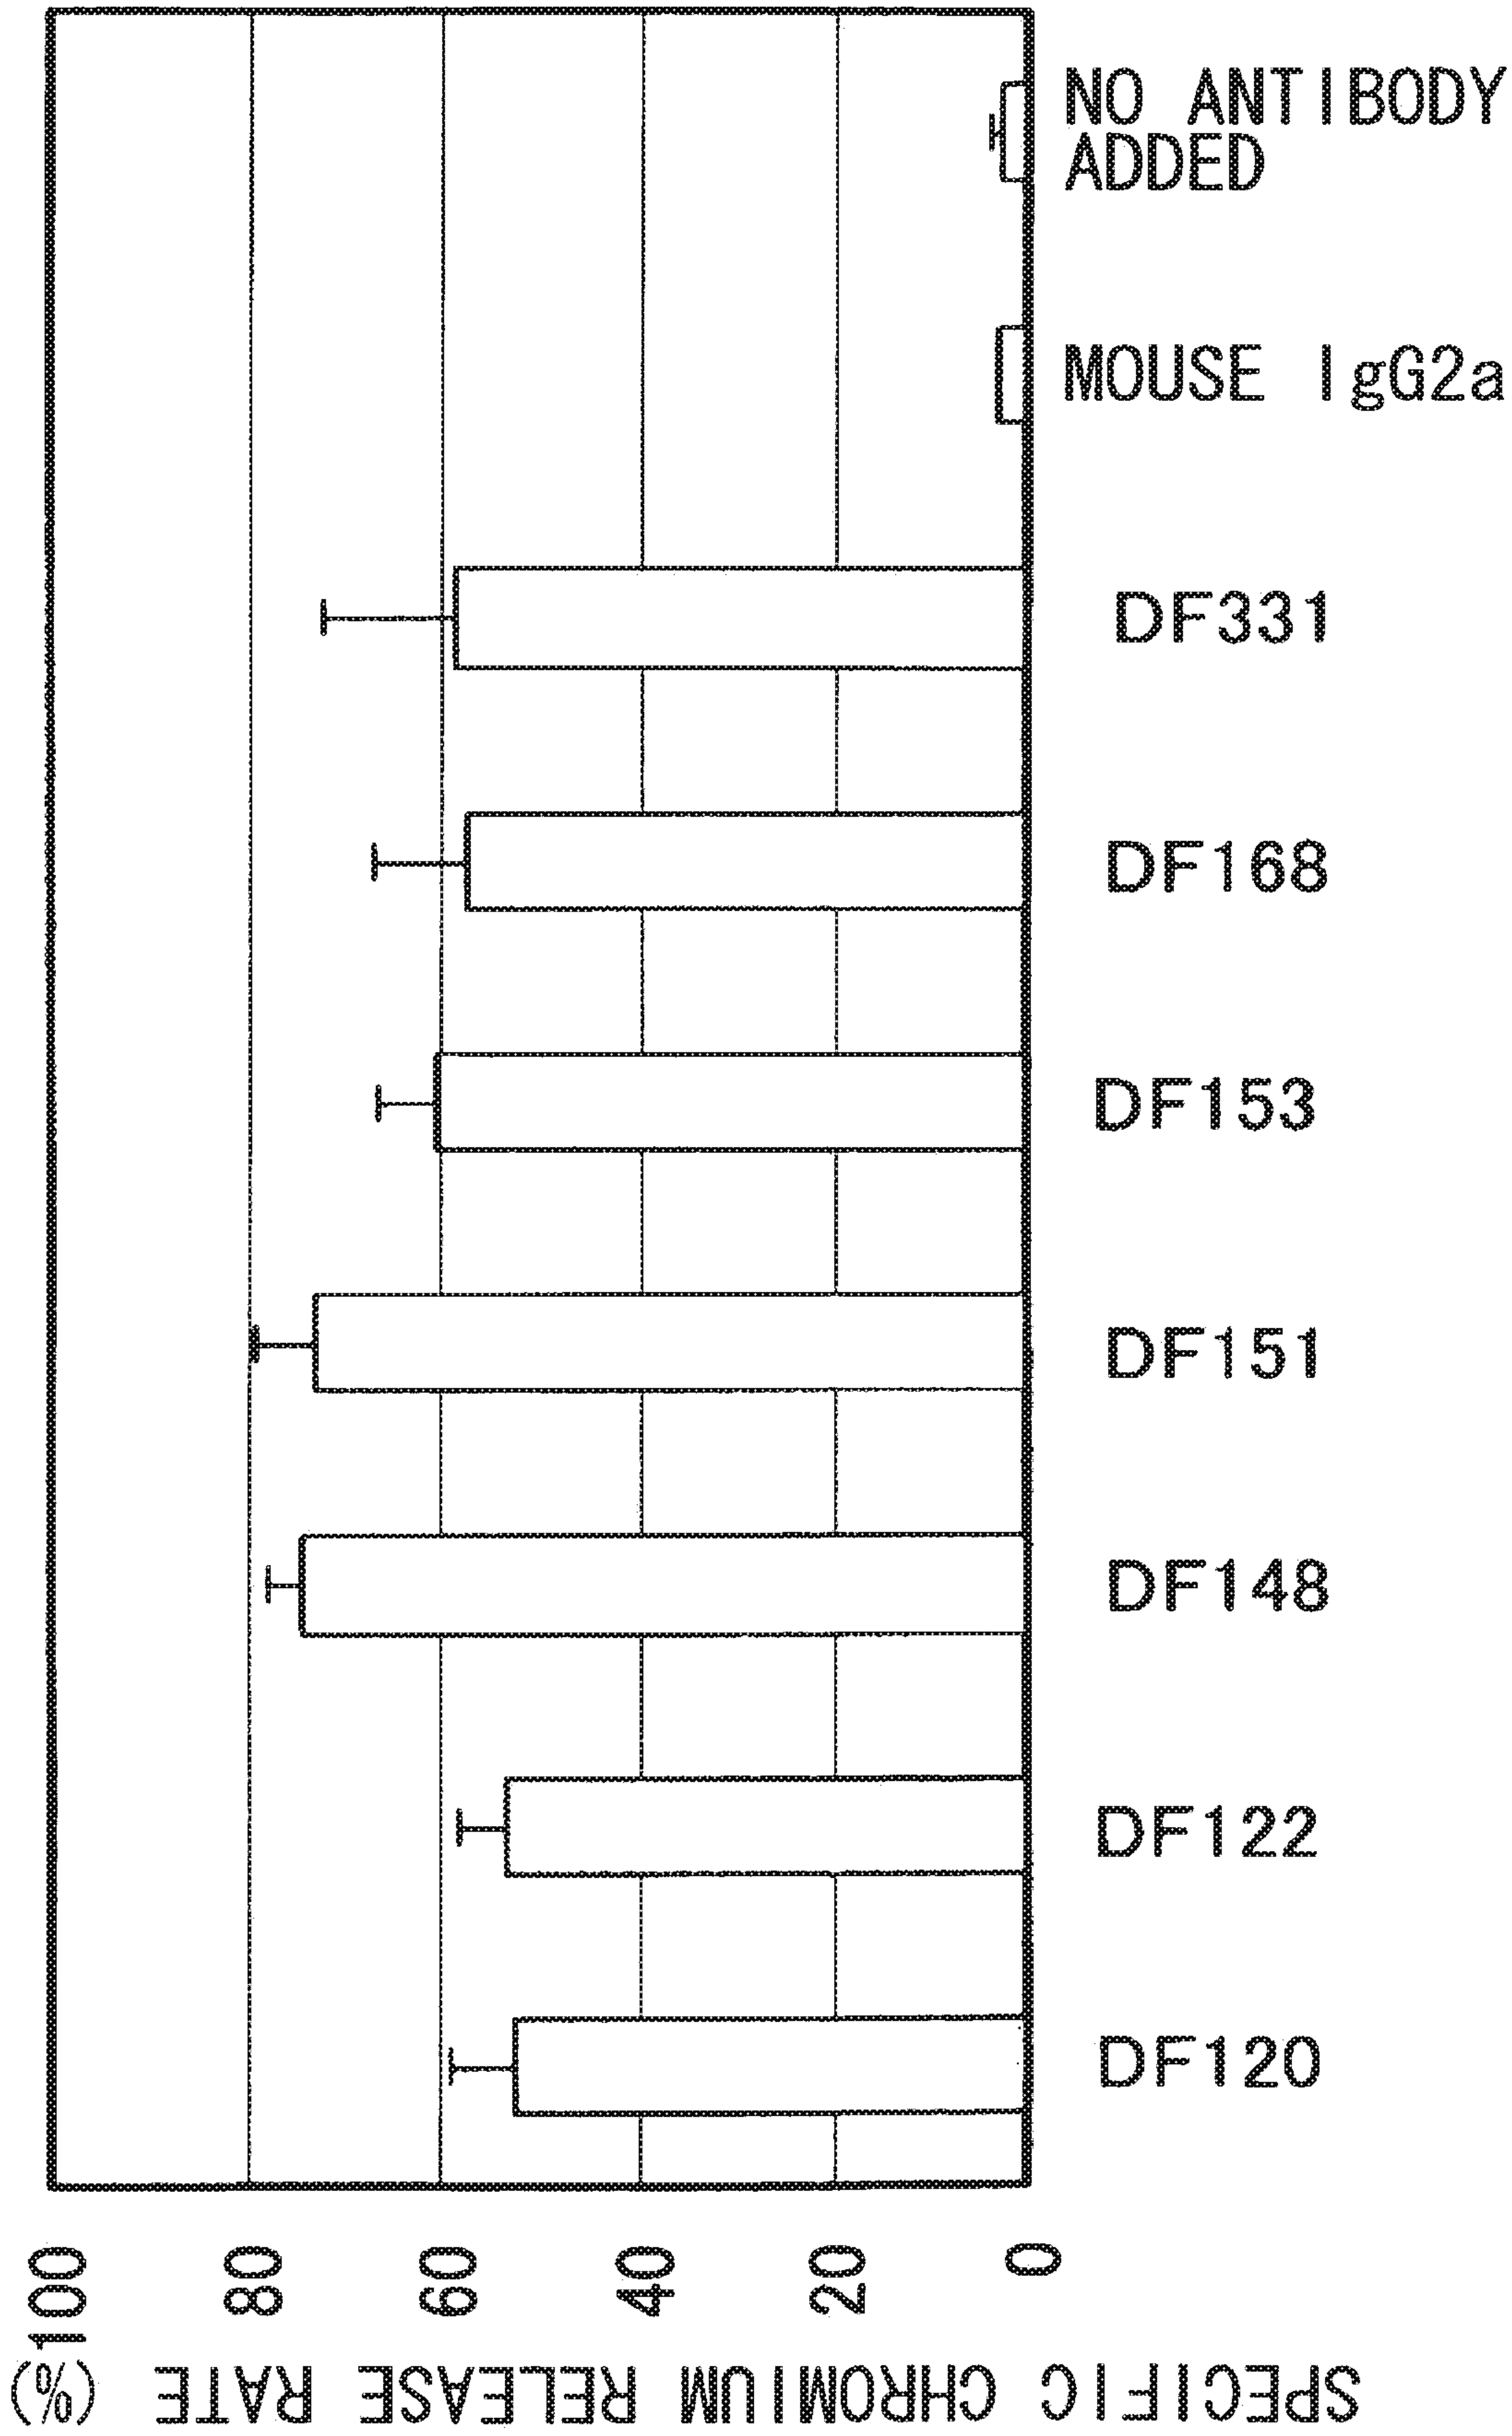 SPECIFIC CHROMIUM RELEASE RATE
(%)
100
80
60
40
20
0
DF120
DF122
DF148
DF151
DF153
DF168
DF331
MOUSE IgG2a
NO ANTIBODY
ADDED